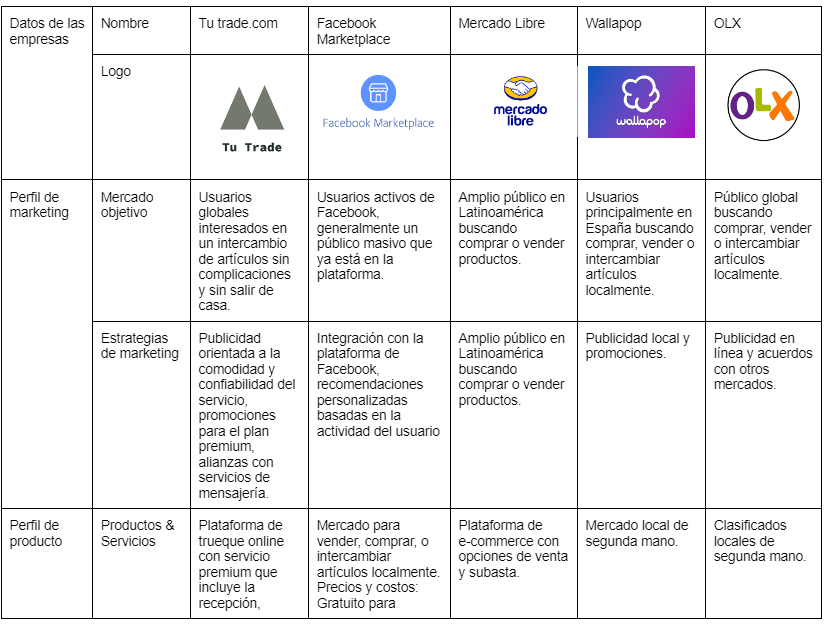 Datos de las
empresas
Nombre
Tu trade.com
Facebook
Marketplace
Mercado Libre
Wallapop
OLX
Logo
Tu Trade
Facebook Marketplace
mercado
libre
wallapop
OLX
Perfil de
marketing
Mercado
objetivo
Usuarios
globales
interesados en
un intercambio
de artículos sin
complicaciones
y sin salir de
casa.
Usuarios activos de
Facebook,
generalmente un
público masivo que
ya está en la
plataforma.
Amplio público en
Latinoamérica
buscando
comprar o vender
productos.
Usuarios
principalmente en
España buscando
comprar, vender o
intercambiar
artículos
localmente.
Público global
buscando
comprar, vender
o intercambiar
artículos
localmente.
Estrategias
de marketing
Publicidad
orientada a la
comodidad y
confiabilidad del
servicio,
promociones
para el plan
premium,
alianzas con
servicios de
mensajería.
Integración con la
plataforma de
Facebook,
recomendaciones
personalizadas
basadas en la
actividad del usuario
Amplio público en
Latinoamérica
buscando
comprar o vender
productos.
Publicidad local y
promociones.
Publicidad en
línea y acuerdos
con otros
mercados.
Perfil de
producto
Productos &
Servicios
Plataforma de
trueque online
con servicio
premium que
incluye la
recepción,
Mercado para
vender, comprar, o
intercambiar
artículos localmente.
Precios y costos:
Gratuito para
Plataforma de
e-commerce con
opciones de venta
y subasta.
Mercado local de
segunda mano.
Clasificados
locales de
segunda mano.